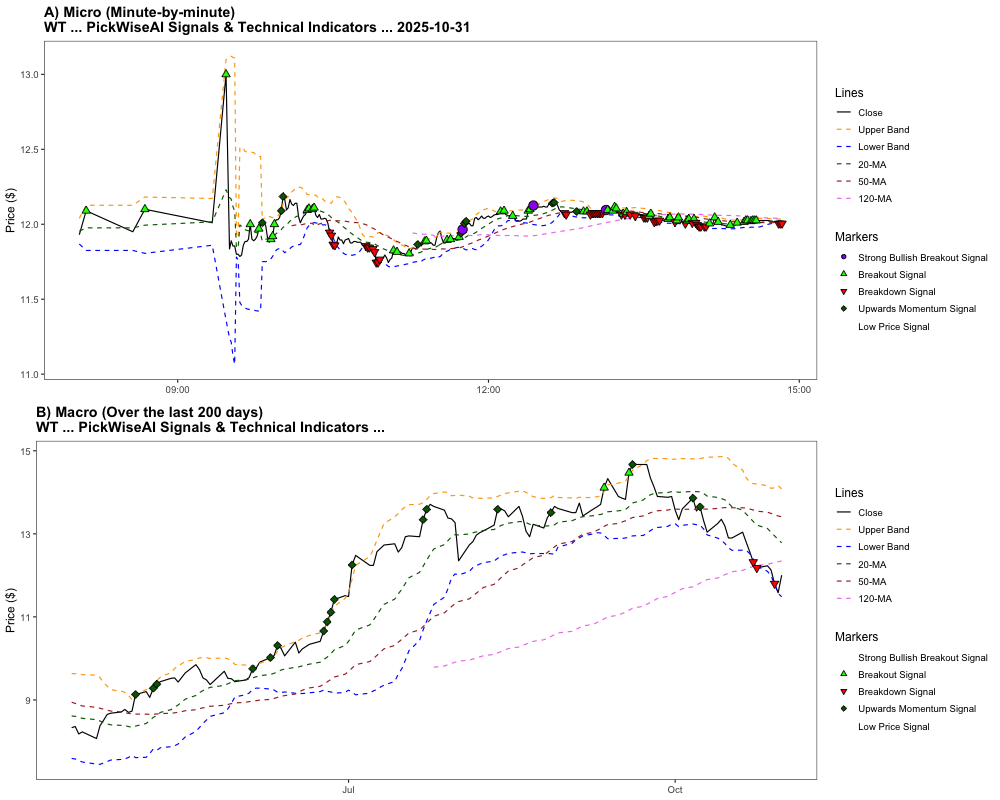 A) Micro (Minute-by-minute)
WT ... PickWiseAI Signals & Technical Indicators ... 2025-10-31
Price ($)
13.0
12.5
12.0
11.5
11.0
09:00
12:00
15:00
Lines
Close
Upper Band
Lower Band
20-MA
50-MA
120-MA
Markers
Strong Bullish Breakout Signal
Breakout Signal
Breakdown Signal
Upwards Momentum Signal
Low Price Signal
B) Macro (Over the last 200 days)
WT ... PickWiseAI Signals & Technical Indicators ...
Price ($)
15
13
11
9
Jul
Oct
Lines
Close
Upper Band
Lower Band
20-MA
50-MA
120-MA
Markers
Strong Bullish Breakout Signal
Breakout Signal
Breakdown Signal
Upwards Momentum Signal
Low Price Signal